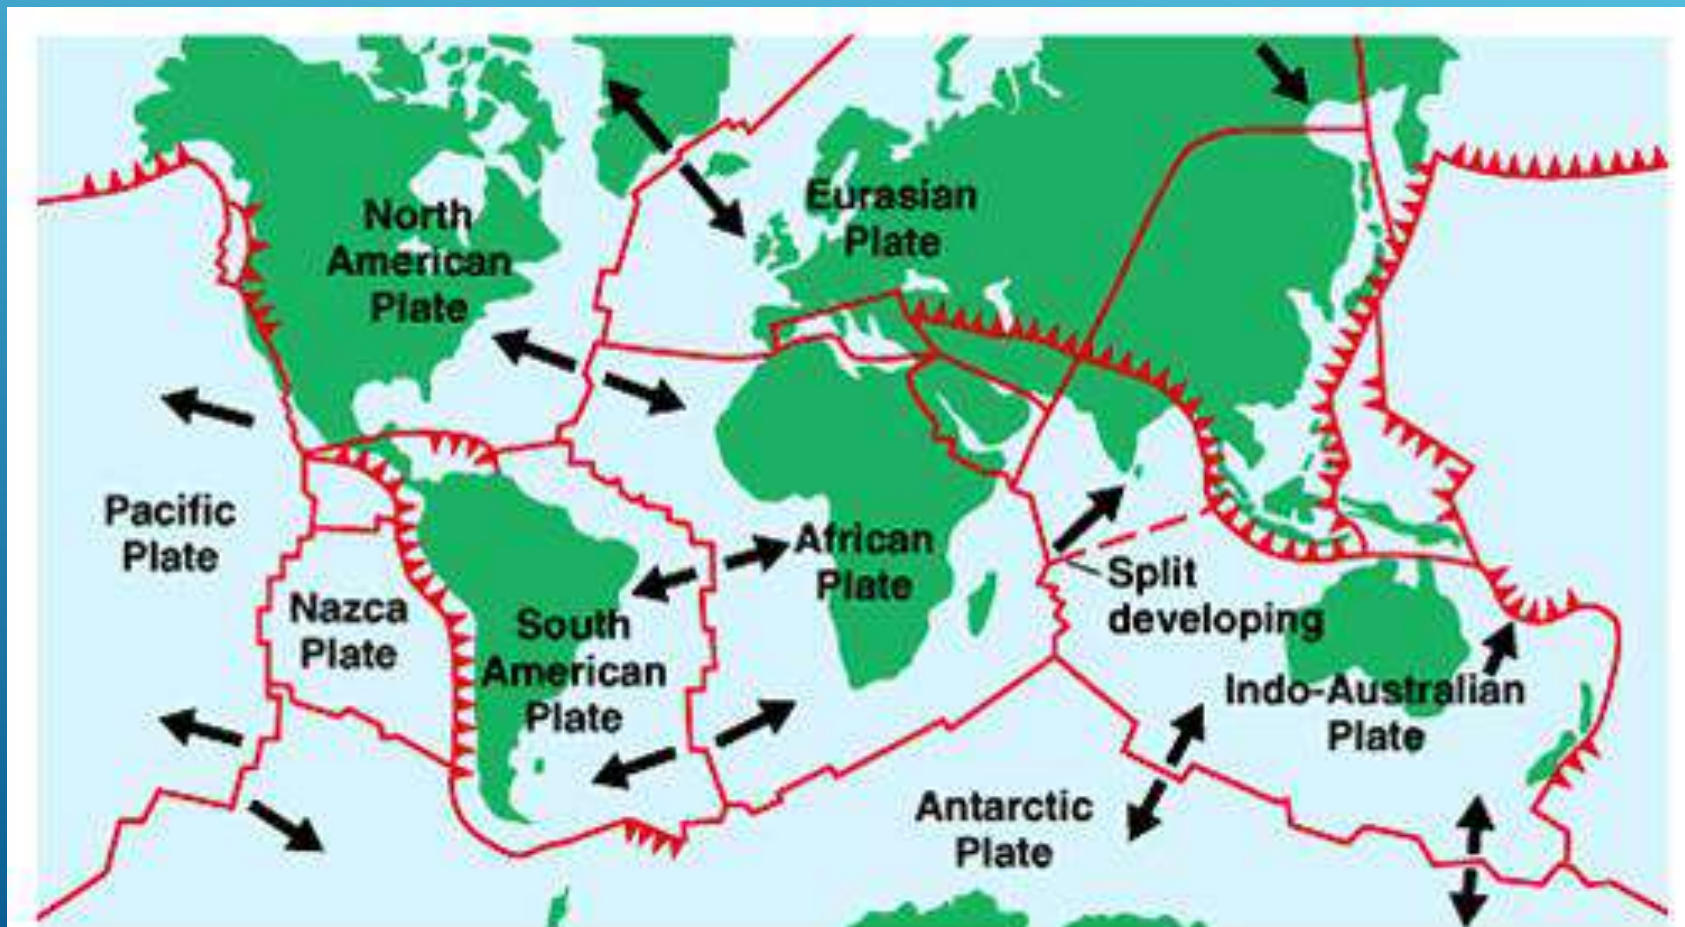 North
American
Plate
Eurasian
Plate
Pacific
Plate
Nazca
Plate
South
American
Plate
African
Plate
Split
developing
Indo-Australian
Plate
Antarctic
Plate